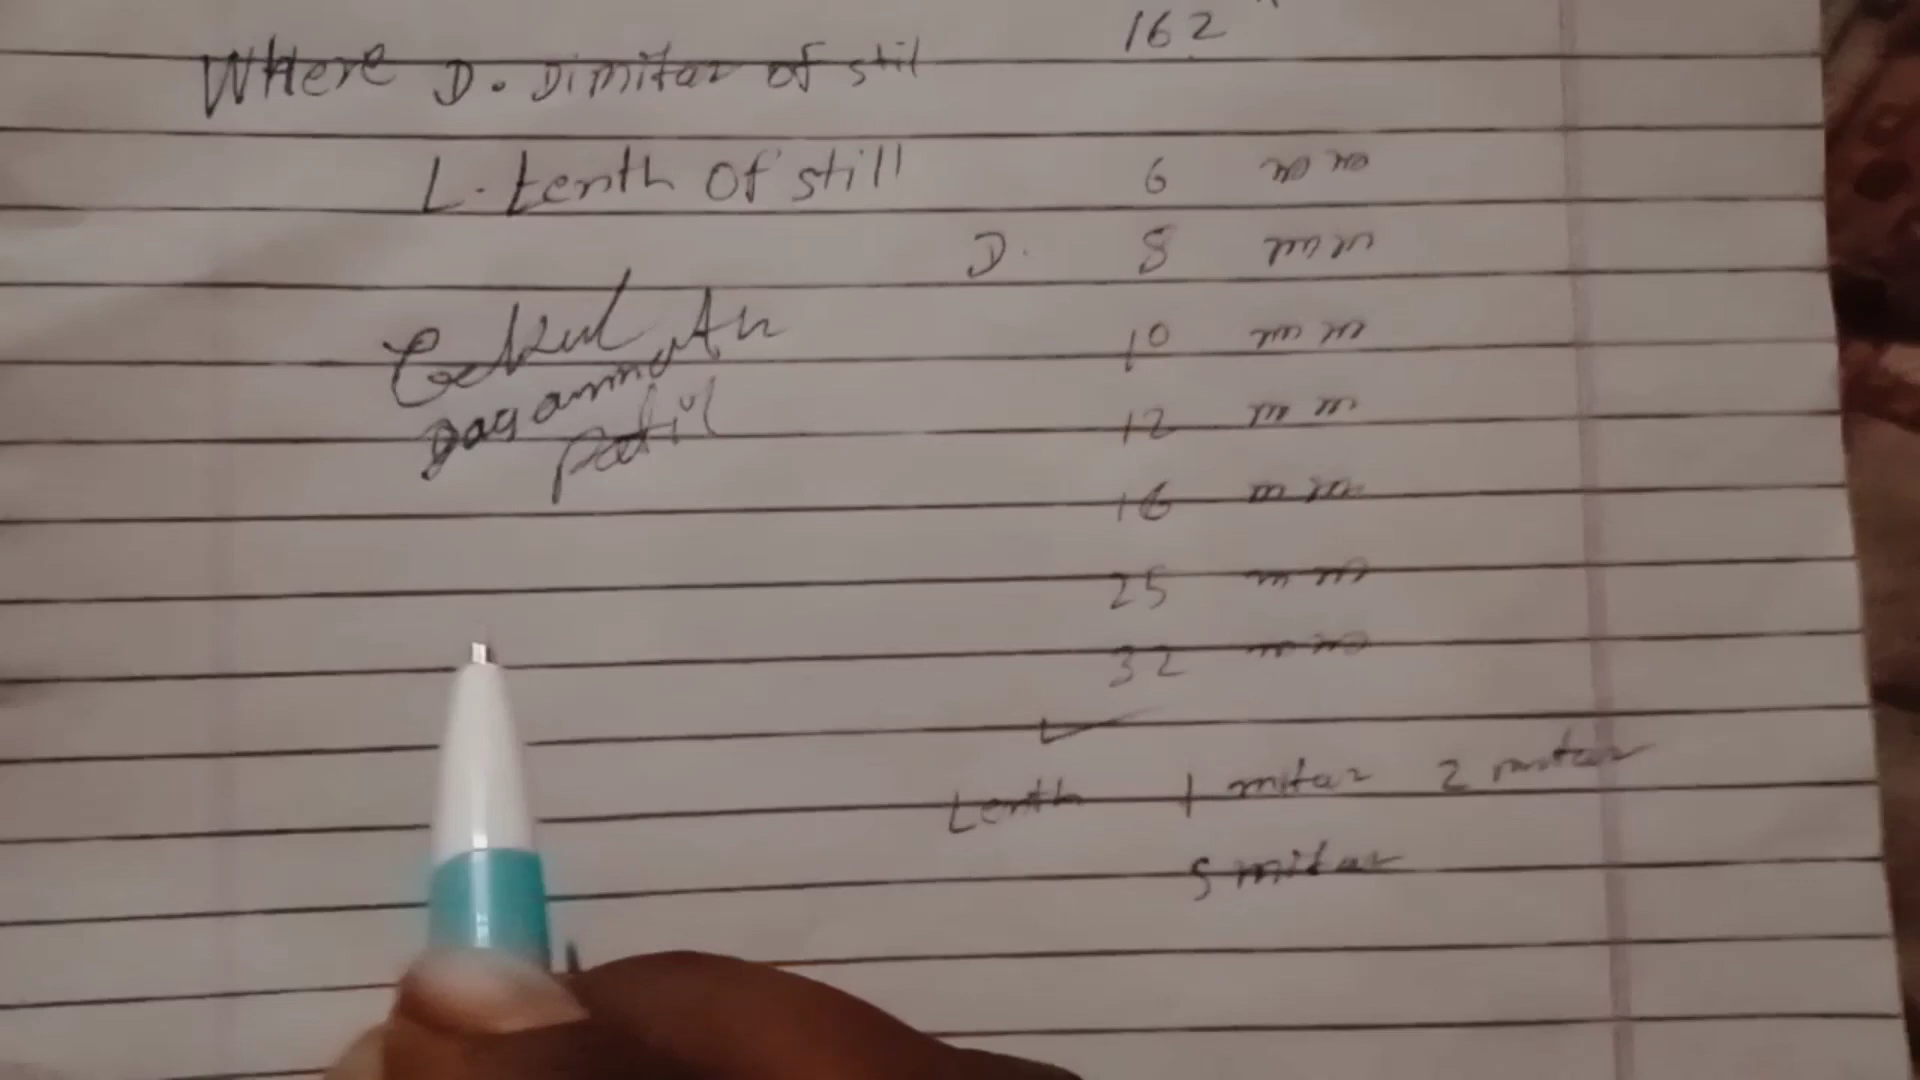 162
Where D. Dimitar of stil
L. Lenth of still
6 mm
D. 8 mm
10 mm
12 mm
16 mm
25 mm
32 mm
patil
Lenth 1 mitar 2 mitar
5 mitar